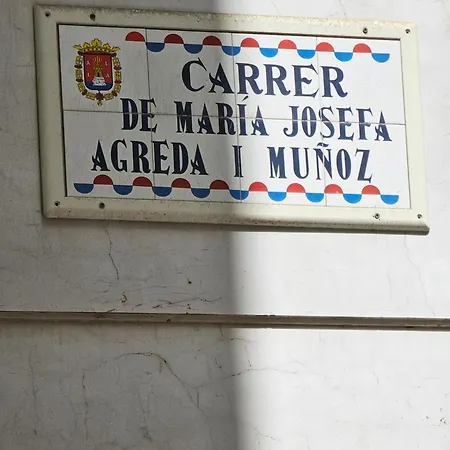 CARRER
DE MARÍA JOSEFA
AGREDA I MUÑOZ